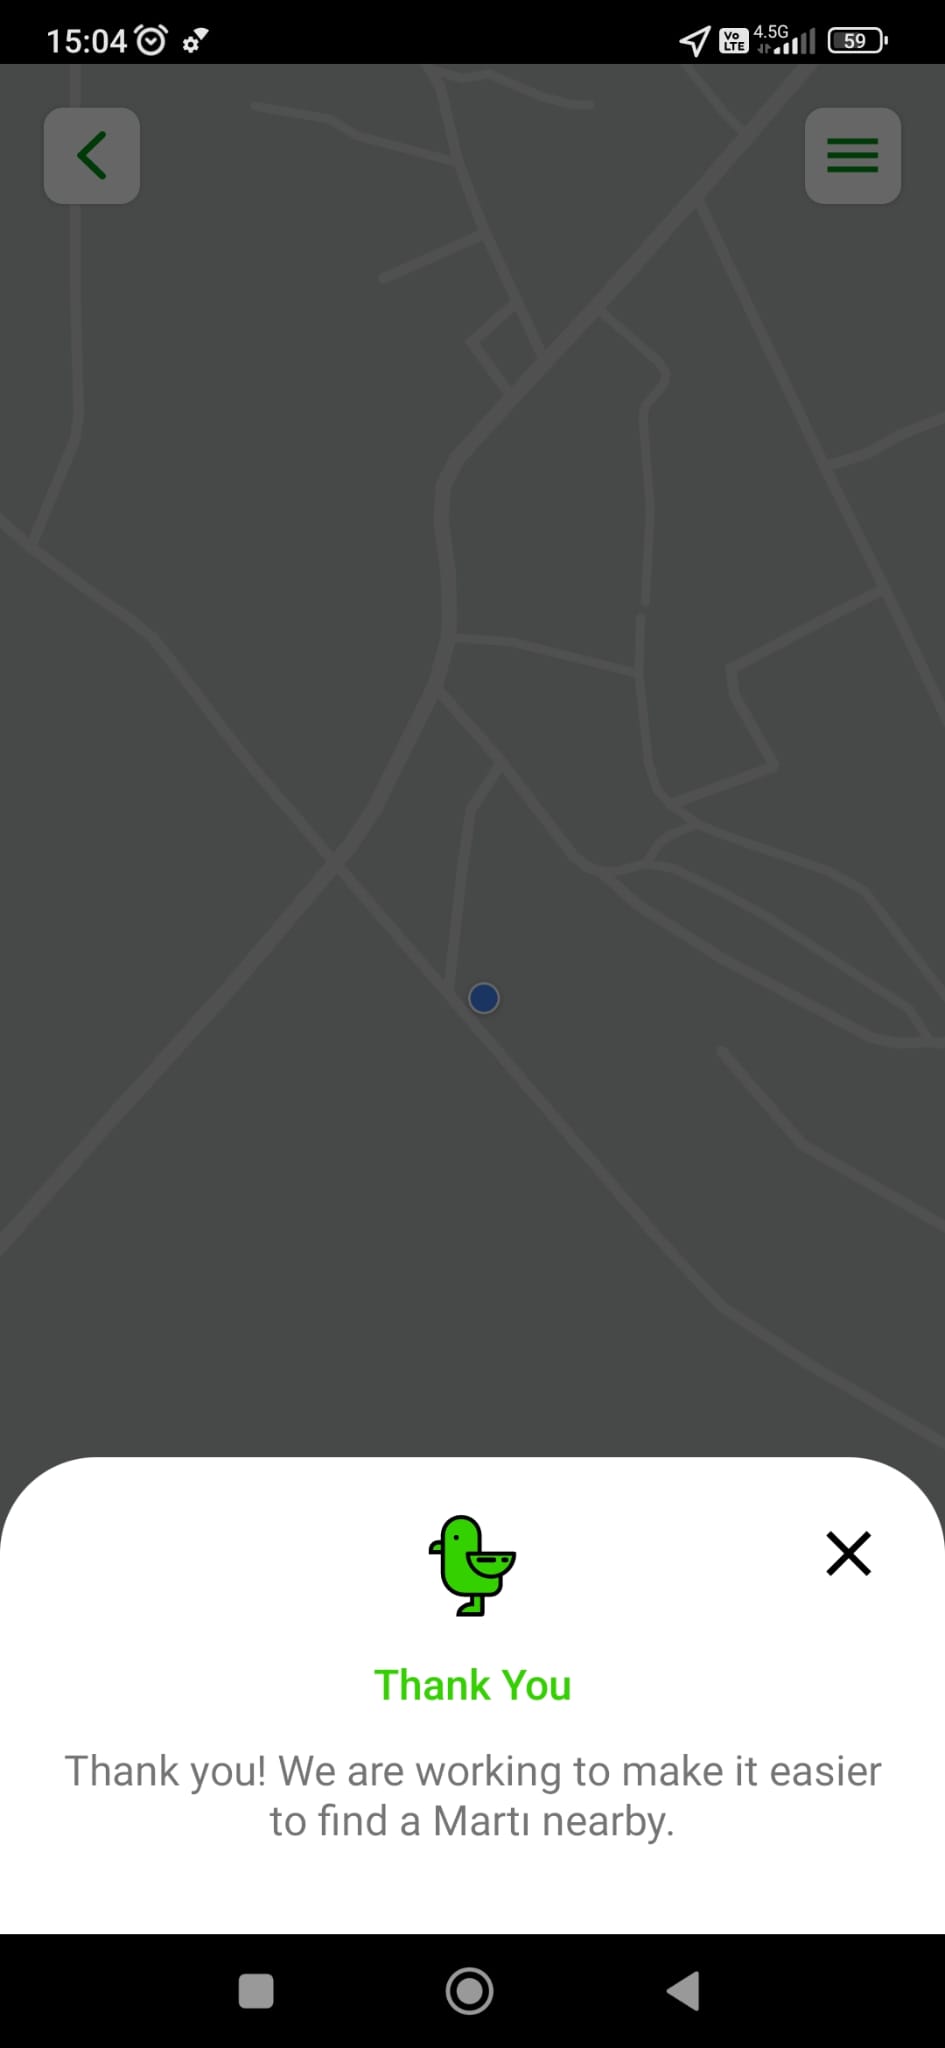 15:04
Vo LTE 4.5G 59
Thank You
Thank you! We are working to make it easier
to find a Martı nearby.